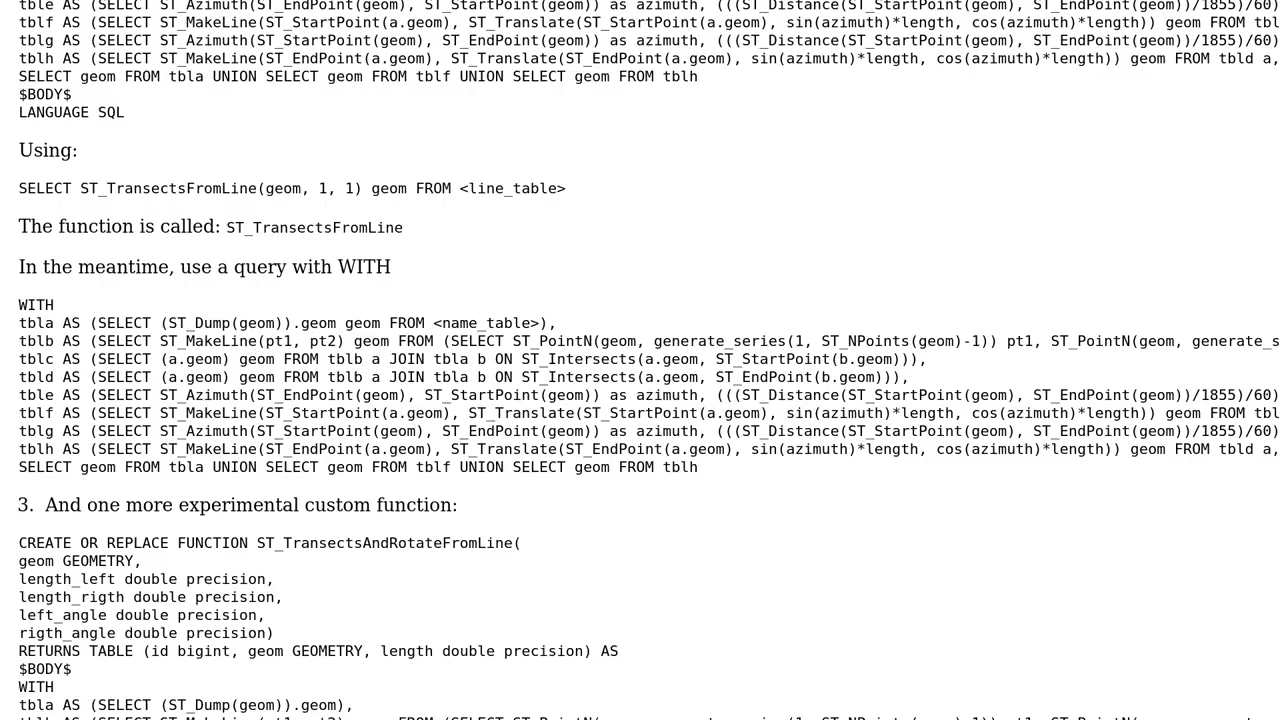 tble AS (SELECT ST_Azimuth(ST_EndPoint(geom), ST_StartPoint(geom)) as azimuth, (((ST_Distance(ST_StartPoint(geom), ST_EndPoint(geom))/1855)/60)
tblf AS (SELECT ST_MakeLine(ST_StartPoint(a.geom), ST_Translate(ST_StartPoint(a.geom), sin(azimuth)*length, cos(azimuth)*length)) geom FROM tbl
tblg AS (SELECT ST_Azimuth(ST_StartPoint(geom), ST_EndPoint(geom)) as azimuth, (((ST_Distance(ST_StartPoint(geom), ST_EndPoint(geom))/1855)/60)
tblh AS (SELECT ST_MakeLine(ST_EndPoint(a.geom), ST_Translate(ST_EndPoint(a.geom), sin(azimuth)*length, cos(azimuth)*length)) geom FROM tbld a,
SELECT geom FROM tbla UNION SELECT geom FROM tblf UNION SELECT geom FROM tblh
$BODY$
LANGUAGE SQL
Using:
SELECT ST_TransectsFromLine(geom, 1, 1) geom FROM <line_table>
The function is called: ST_TransectsFromLine
In the meantime, use a query with WITH
WITH
tbla AS (SELECT (ST_Dump(geom)).geom geom FROM <name_table>),
tblb AS (SELECT ST_MakeLine(pt1, pt2) geom FROM (SELECT ST_PointN(geom, generate_series(1, ST_NPoints(geom)-1)) pt1, ST_PointN(geom, generate_s
tblc AS (SELECT (a.geom) geom FROM tblb a JOIN tbla b ON ST_Intersects(a.geom, ST_StartPoint(b.geom))),
tbld AS (SELECT (a.geom) geom FROM tblb a JOIN tbla b ON ST_Intersects(a.geom, ST_EndPoint(b.geom))),
tble AS (SELECT ST_Azimuth(ST_EndPoint(geom), ST_StartPoint(geom)) as azimuth, (((ST_Distance(ST_StartPoint(geom), ST_EndPoint(geom))/1855)/60)
tblf AS (SELECT ST_MakeLine(ST_StartPoint(a.geom), ST_Translate(ST_StartPoint(a.geom), sin(azimuth)*length, cos(azimuth)*length)) geom FROM tbl
tblg AS (SELECT ST_Azimuth(ST_StartPoint(geom), ST_EndPoint(geom)) as azimuth, (((ST_Distance(ST_StartPoint(geom), ST_EndPoint(geom))/1855)/60)
tblh AS (SELECT ST_MakeLine(ST_EndPoint(a.geom), ST_Translate(ST_EndPoint(a.geom), sin(azimuth)*length, cos(azimuth)*length)) geom FROM tbld a,
SELECT geom FROM tbla UNION SELECT geom FROM tblf UNION SELECT geom FROM tblh
3. And one more experimental custom function:
CREATE OR REPLACE FUNCTION ST_TransectsAndRotateFromLine(
geom GEOMETRY,
length_left double precision,
length_rigth double precision,
left_angle double precision,
rigth_angle double precision)
RETURNS TABLE (id bigint, geom GEOMETRY, length double precision) AS
$BODY$
WITH
tbla AS (SELECT (ST_Dump(geom)).geom),